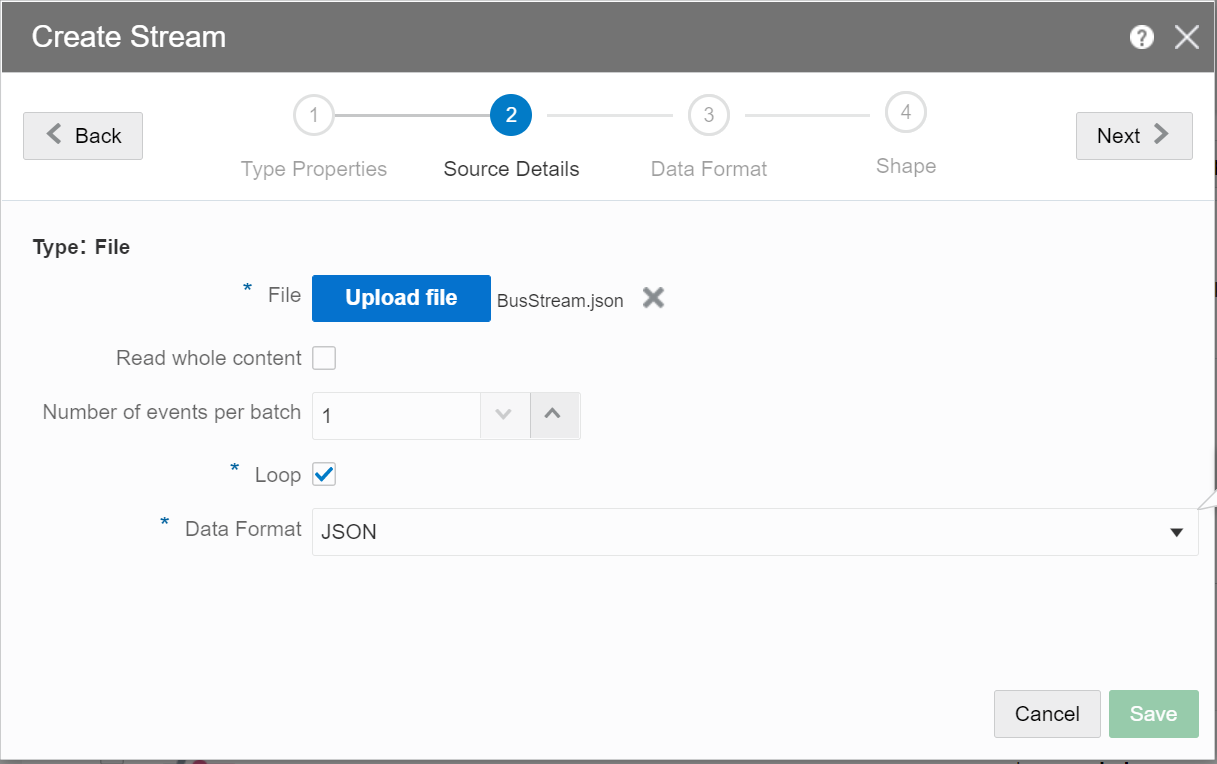 Create Stream
?
Back
1
2
3
4
Next
Type Properties
Source Details
Data Format
Shape
Type: File
* File
Upload file
BusStream.json
Read whole content
Number of events per batch
1
* Loop
* Data Format
JSON
Cancel
Save